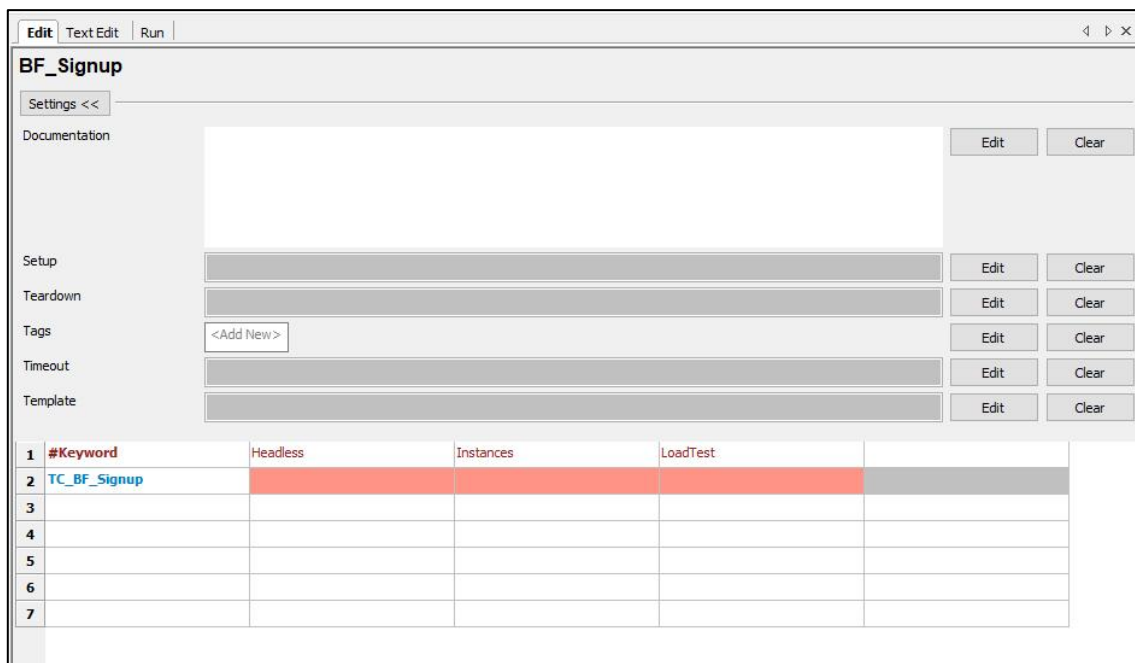 Edit Text Edit Run
BF_Signup
Settings <<
Documentation Edit Clear
Setup Edit Clear
Teardown Edit Clear
Tags <Add New> Edit Clear
Timeout Edit Clear
Template Edit Clear
1 #Keyword Headless Instances LoadTest
2 TC_BF_Signup
3
4
5
6
7